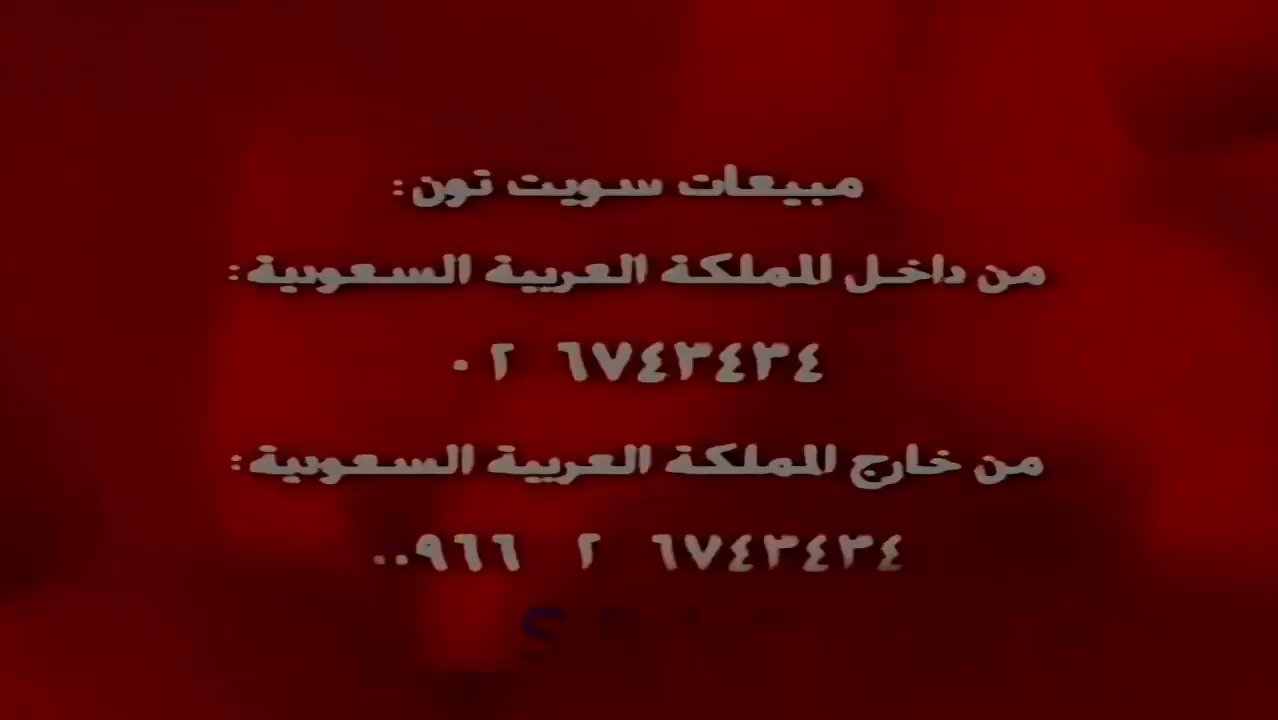 مبيعات سويت تون:
من داخل المملكة العربية السعودية:
٠٢ ٦٧٤٣٤٣٤
من خارج المملكة العربية السعودية:
٠٠٩٦٦ ٢ ٦٧٤٣٤٣٤